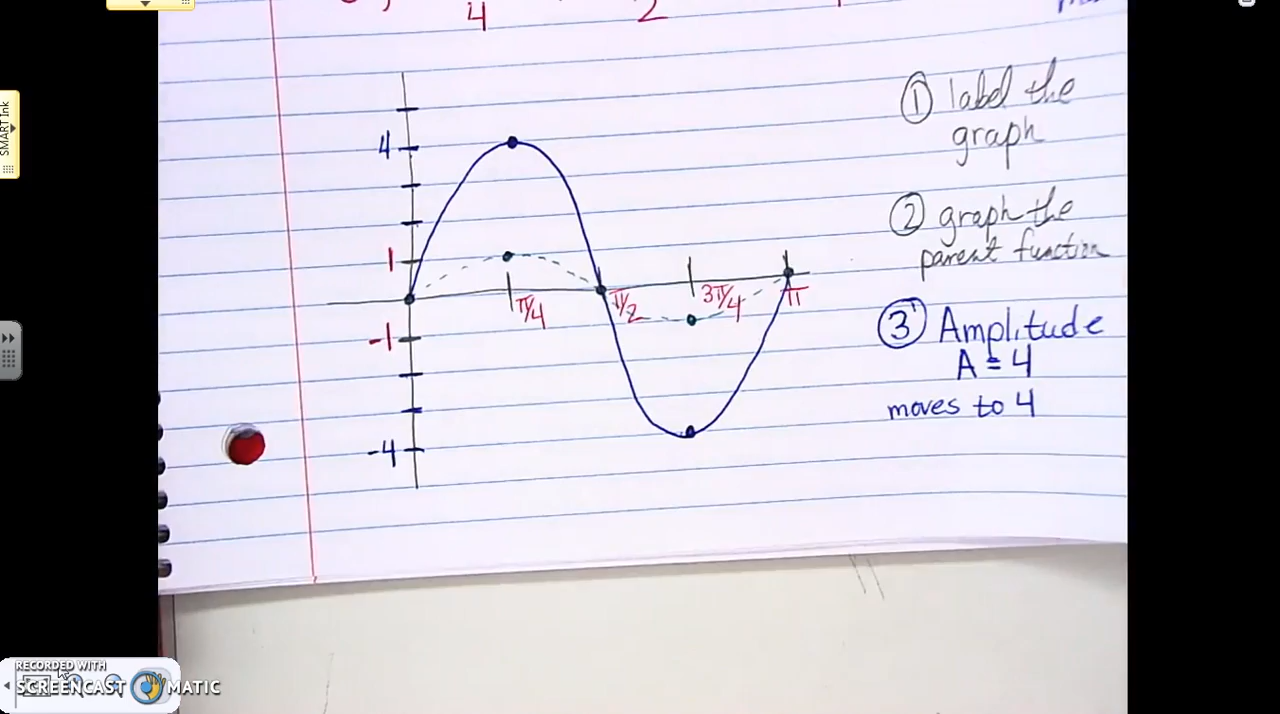 4
2
① label the
graph
② graph the
parent function
③ Amplitude
A = 4
moves to 4
4
1
-1
-4
π/4
π/2
3π/4
π
SMART Ink
RECORDED WITH
SCREENCAST MATIC